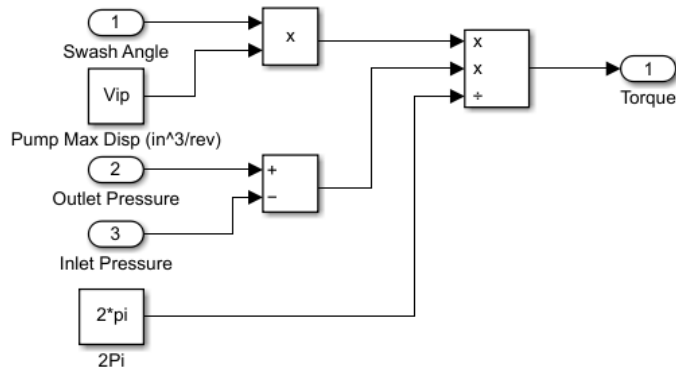 1
Swash Angle
x
Vip
Pump Max Disp (in^3/rev)
2
Outlet Pressure
+
−
3
Inlet Pressure
2*pi
2Pi
x
x
÷
1
Torque